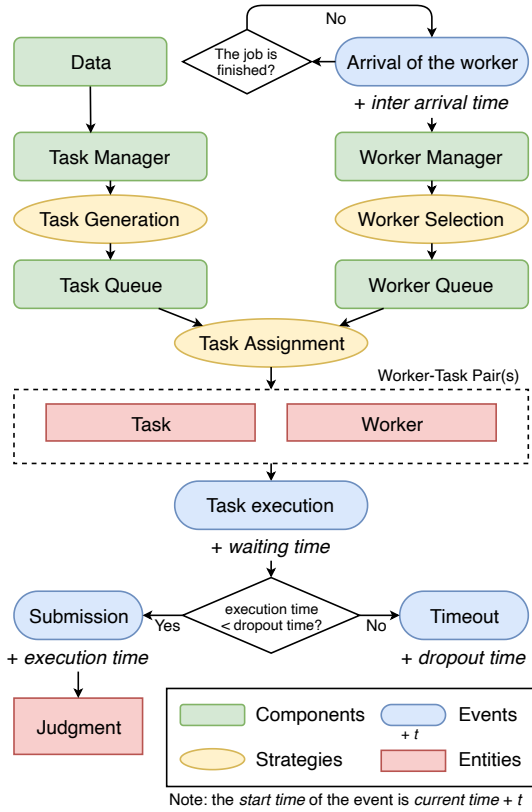 No
Data
The job is
finished?
Arrival of the worker
+ inter arrival time
Task Manager
Worker Manager
Task Generation
Worker Selection
Task Queue
Worker Queue
Task Assignment
Worker-Task Pair(s)
Task
Worker
Task execution
+ waiting time
Submission
Yes
execution time
< dropout time?
No
Timeout
+ execution time
+ dropout time
Judgment
Components
Events
+ t
Strategies
Entities
Note: the start time of the event is current time + t